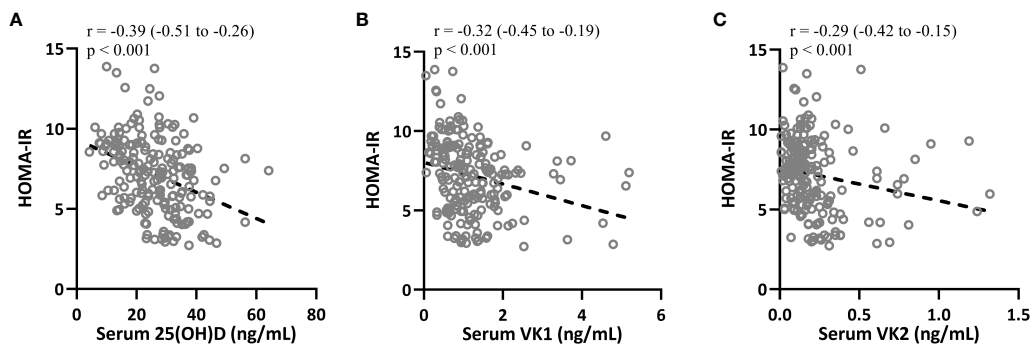 A
r = -0.39 (-0.51 to -0.26)
p < 0.001
15
10
5
0
HOMA-IR
0 20 40 60 80
Serum 25(OH)D (ng/mL)
B
r = -0.32 (-0.45 to -0.19)
p < 0.001
15
10
5
0
HOMA-IR
0 2 4 6
Serum VK1 (ng/mL)
C
r = -0.29 (-0.42 to -0.15)
p < 0.001
15
10
5
0
HOMA-IR
0.0 0.5 1.0 1.5
Serum VK2 (ng/mL)